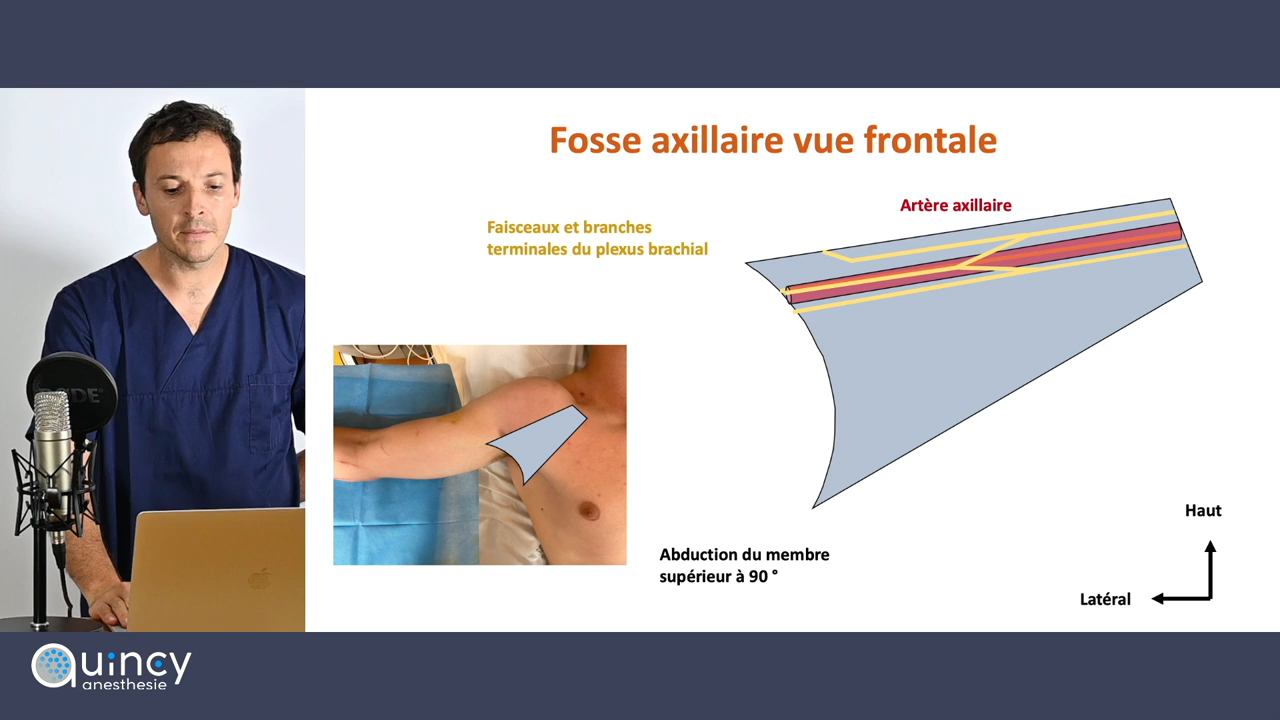 Fosse axillaire vue frontale
Artère axillaire
Faisceaux et branches
terminales du plexus brachial
RØDE
Abduction du membre
supérieur à 90°
Haut
Latéral
Quincy
anesthesie